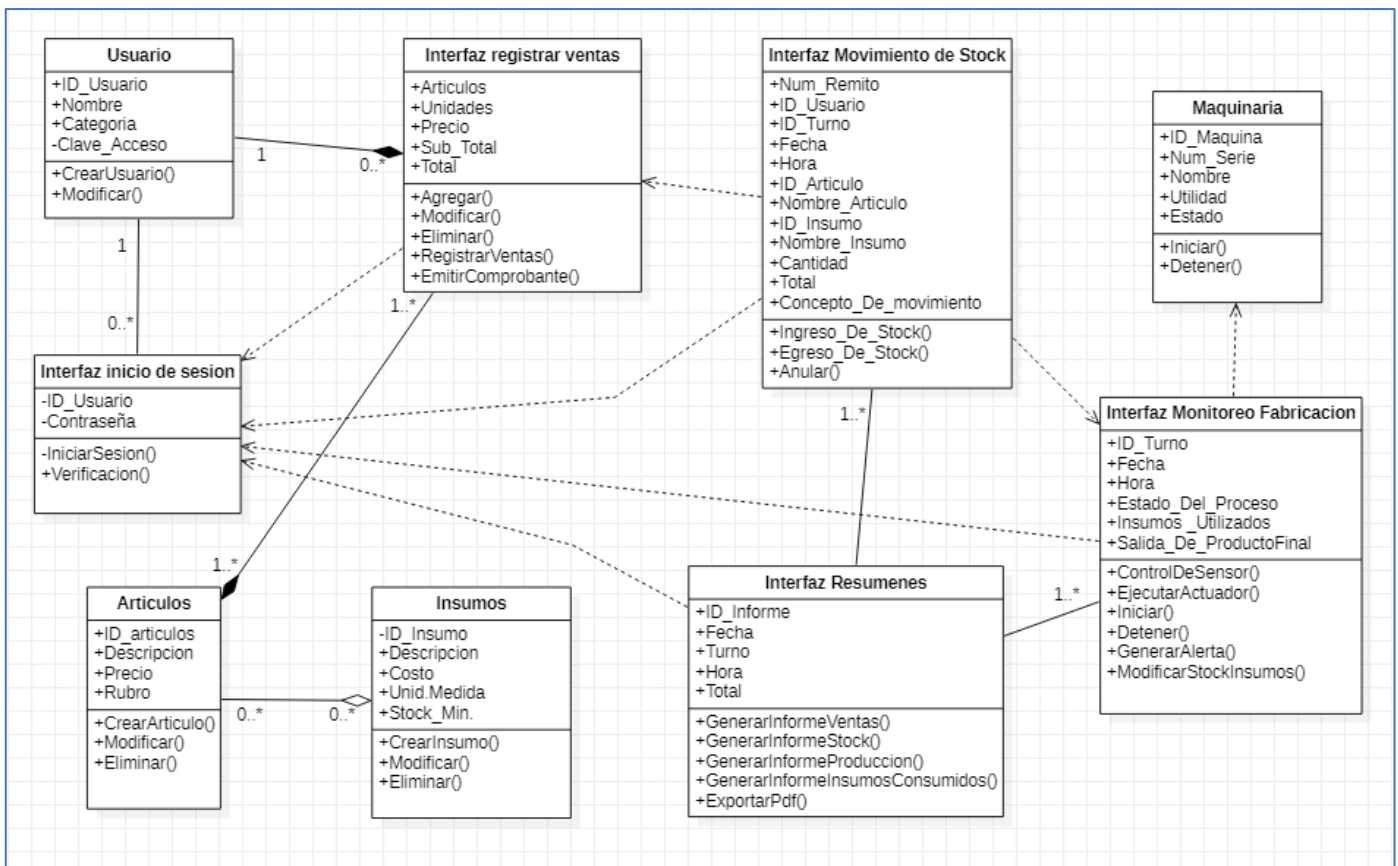 Usuario
+ID_Usuario
+Nombre
+Categoria
-Clave_Acceso
+CrearUsuario()
+Modificar()
1
0..*
1
0..*
Interfaz registrar ventas
+Articulos
+Unidades
+Precio
+Sub_Total
+Total
+Agregar()
+Modificar()
+Eliminar()
+RegistrarVentas()
+EmitirComprobante()
1..*
Interfaz Movimiento de Stock
+Num_Remito
+ID_Usuario
+ID_Turno
+Fecha
+Hora
+ID_Articulo
+Nombre_Articulo
+ID_Insumo
+Nombre_Insumo
+Cantidad
+Total
+Concepto_De_movimiento
+Ingreso_De_Stock()
+Egreso_De_Stock()
+Anular()
1..*
Maquinaria
+ID_Maquina
+Num_Serie
+Nombre
+Utilidad
+Estado
+Iniciar()
+Detener()
Interfaz inicio de sesion
-ID_Usuario
-Contraseña
-IniciarSesion()
+Verificacion()
Interfaz Monitoreo Fabricacion
+ID_Turno
+Fecha
+Hora
+Estado_Del_Proceso
+Insumos _Utilizados
+Salida_De_ProductoFinal
+ControlDeSensor()
+EjecutarActuador()
+Iniciar()
+Detener()
+GenerarAlerta()
+ModificarStockInsumos()
1..*
1..*
Articulos
+ID_articulos
+Descripcion
+Precio
+Rubro
+CrearArticulo()
+Modificar()
+Eliminar()
0..*
0..*
Insumos
-ID_Insumo
+Descripcion
+Costo
+Unid.Medida
+Stock_Min.
+CrearInsumo()
+Modificar()
+Eliminar()
Interfaz Resumenes
+ID_Informe
+Fecha
+Turno
+Hora
+Total
+GenerarInformeVentas()
+GenerarInformeStock()
+GenerarInformeProduccion()
+GenerarInformeInsumosConsumidos()
+ExportarPdf()